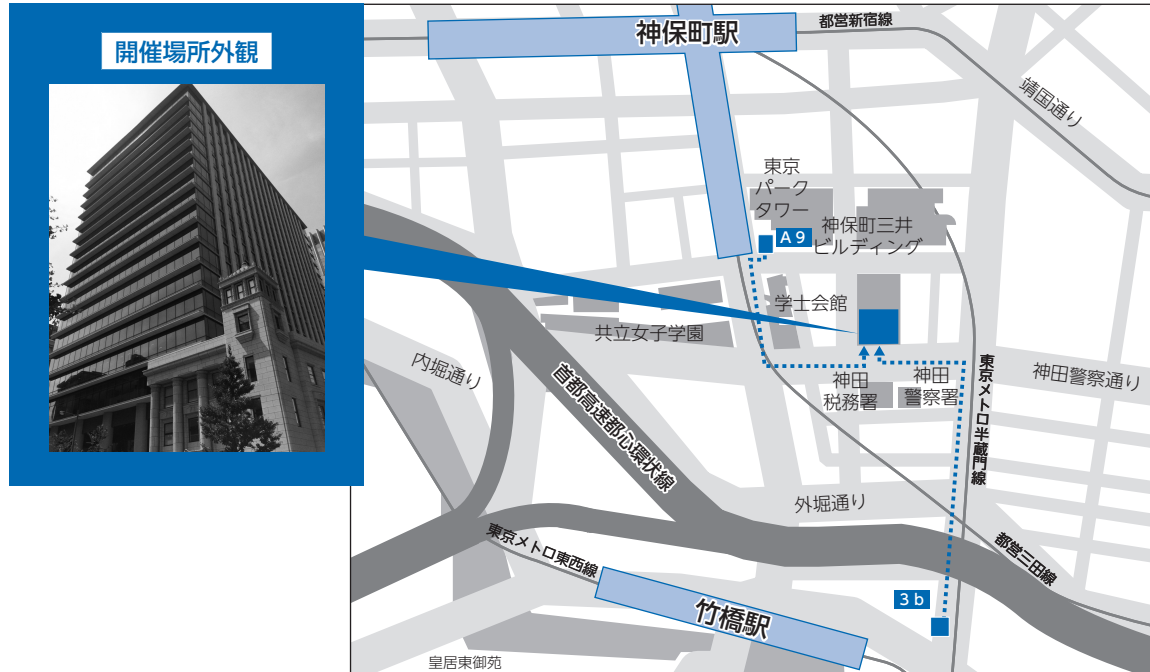 開催場所外観
神保町駅
都営新宿線
靖国通り
東京
パーク
タワー
神保町三井
ビルディング
A9
学士会館
共立女子学園
内堀通り
首都高速都心環状線
神田
税務署
神田
警察署
東京メトロ半蔵門線
神田警察通り
外堀通り
東京メトロ東西線
都営三田線
3b
竹橋駅
皇居東御苑